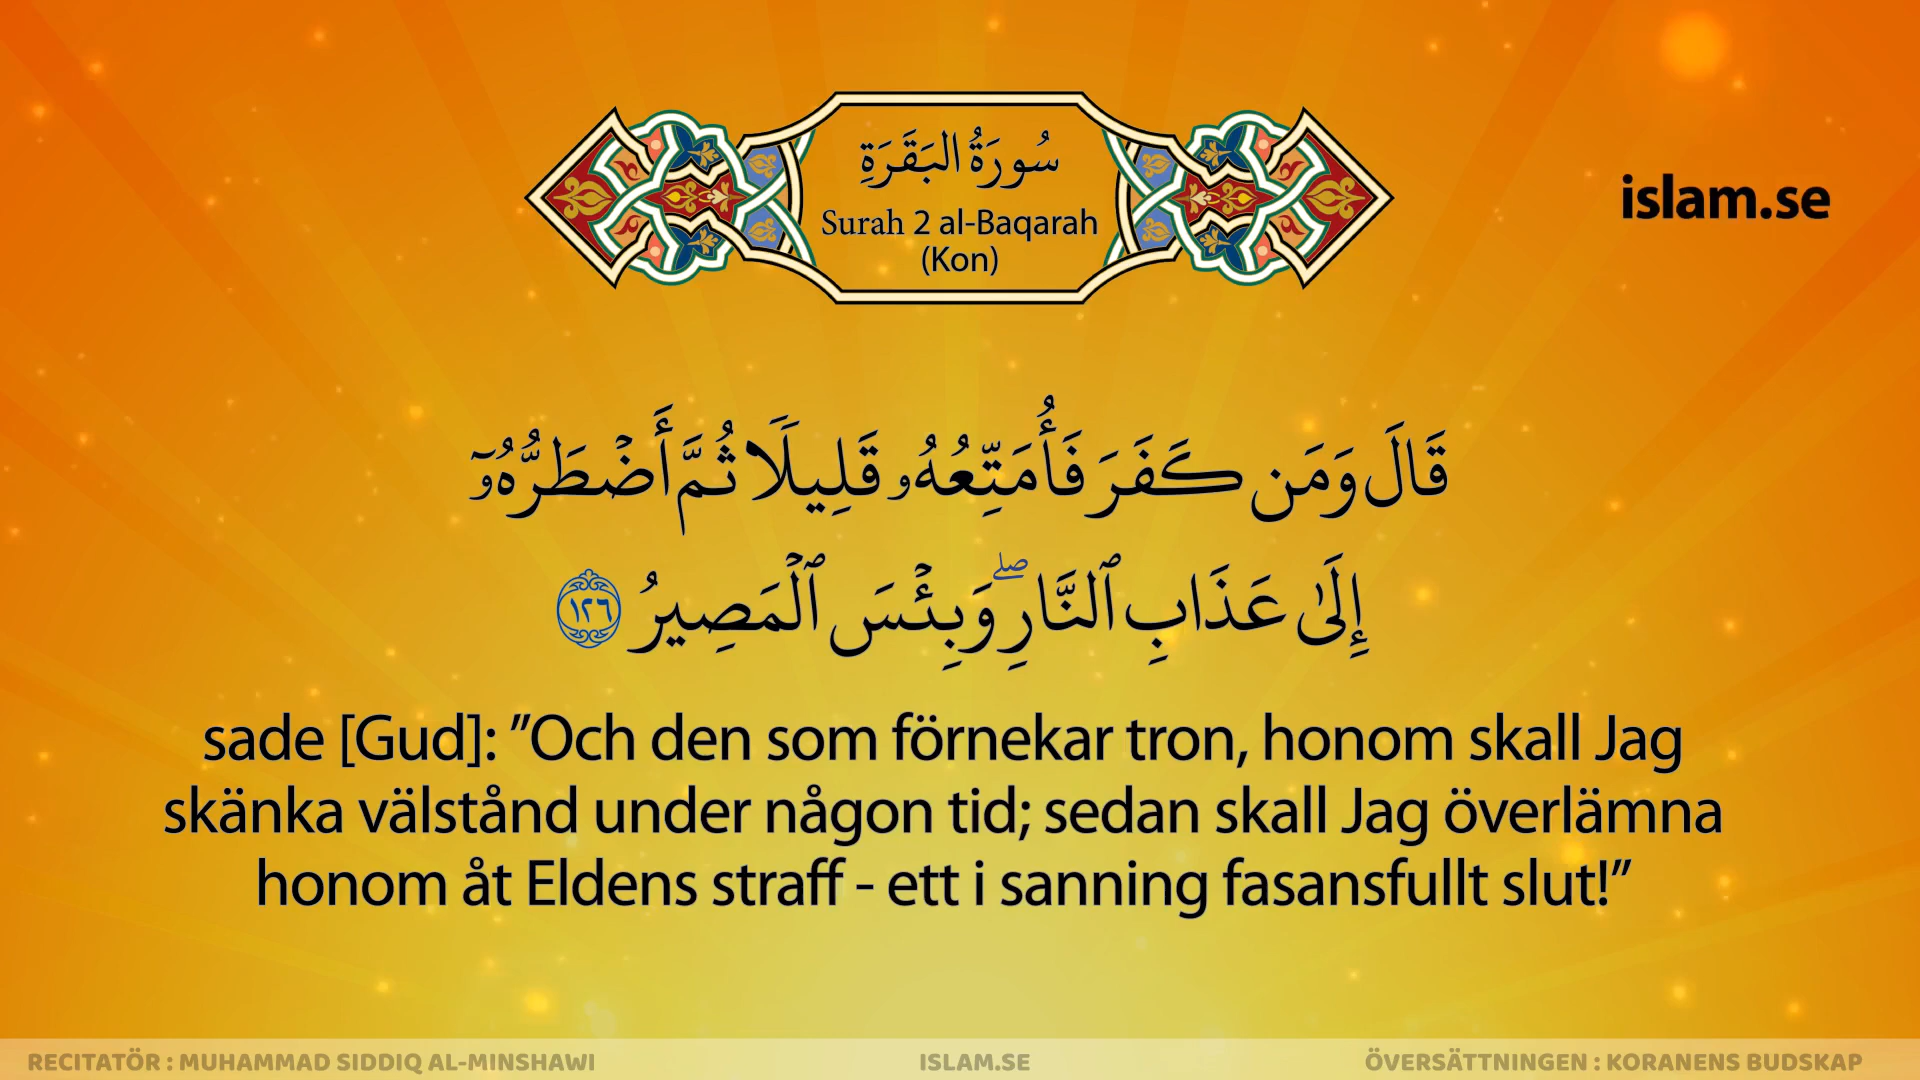 سُورَةُ البَقَرَةِ
Surah 2 al-Baqarah
(Kon)
islam.se
قَالَ وَمَن كَفَرَ فَأُمَتِّعُهُۥ قَلِيلًا ثُمَّ أَضۡطَرُّهُۥٓ
إِلَىٰ عَذَابِ ٱلنَّارِۖ وَبِئۡسَ ٱلۡمَصِيرُ ١٢٦
sade [Gud]: ”Och den som förnekar tron, honom skall Jag
skänka välstånd under någon tid; sedan skall Jag överlämna
honom åt Eldens straff - ett i sanning fasansfullt slut!”
RECITATÖR : MUHAMMAD SIDDIQ AL-MINSHAWI
ISLAM.SE
ÖVERSÄTTNINGEN : KORANENS BUDSKAP